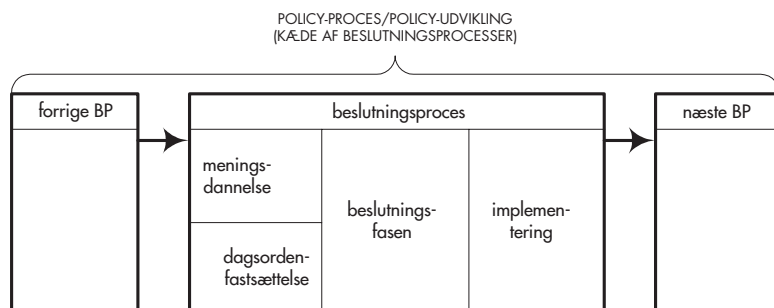 POLICY-PROCES/POLICY-UDVIKLING
(KÆDE AF BESLUTNINGSPROCESSER)
forrige BP
beslutningsproces
næste BP
menings-
dannelse
dagsorden-
fastsættelse
beslutnings-
fasen
implemen-
tering